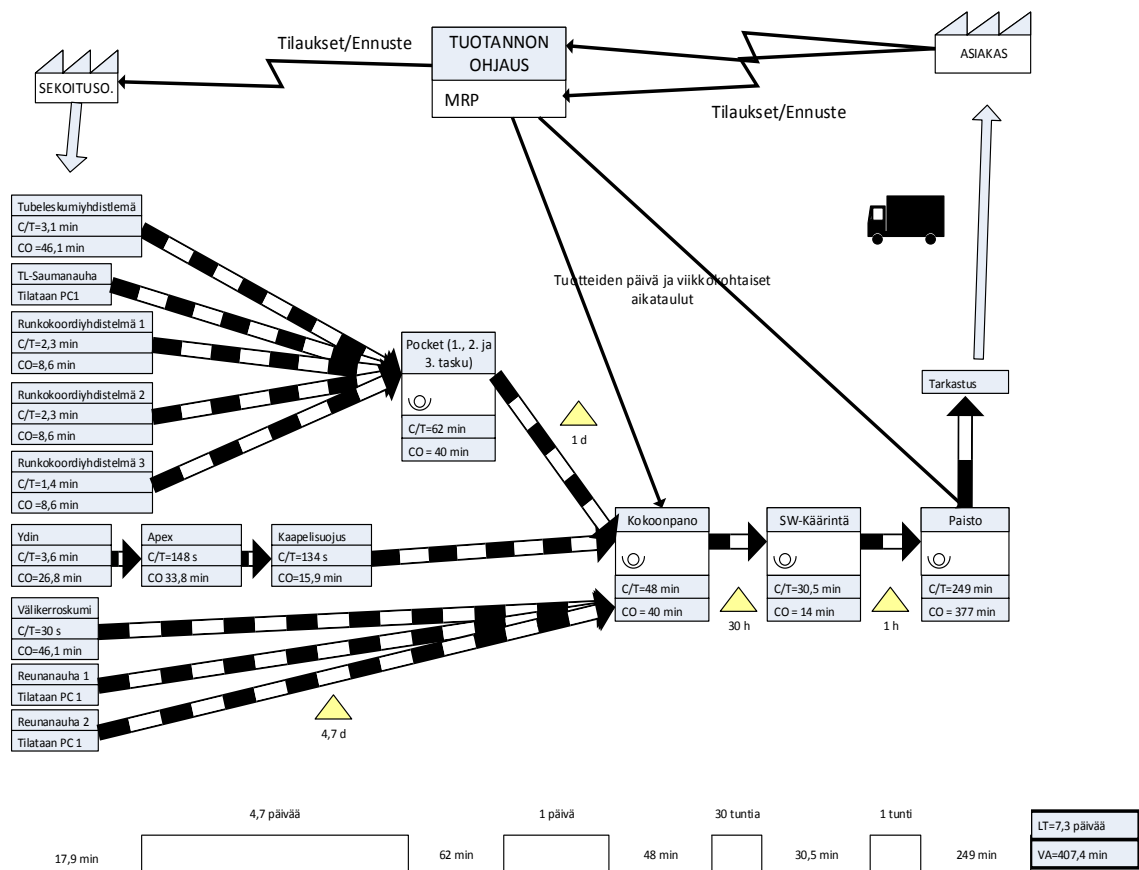 Tilaukset/Ennuste
TUOTANNON
OHJAUS
MRP
ASIAKAS
SEKOITUSO.
Tilaukset/Ennuste
Tubeleskumiyhdistlemä
C/T=3,1 min
CO =46,1 min
TL-Saumanauha
Tilataan PC1
Runkokoordiyhdistelmä 1
C/T=2,3 min
CO=8,6 min
Runkokoordiyhdistelmä 2
C/T=2,3 min
CO=8,6 min
Runkokoordiyhdistelmä 3
C/T=1,4 min
CO =8,6 min
Pocket (1., 2. ja
3. tasku)
C/T=62 min
CO = 40 min
Tuotteiden päivä ja viikkokohtaiset
aikataulut
1 d
Tarkastus
Ydin
C/T=3,6 min
CO=26,8 min
Apex
C/T=148 s
CO 33,8 min
Kaapelisuojus
C/T=134 s
CO=15,9 min
Kokoonpano
C/T=48 min
CO = 40 min
30 h
SW-Käärintä
C/T=30,5 min
CO = 14 min
1 h
Paisto
C/T=249 min
CO = 377 min
Välikerroskumi
C/T=30 s
CO=46,1 min
Reunanauha 1
Tilataan PC 1
Reunanauha 2
Tilataan PC 1
4,7 d
4,7 päivää
1 päivä
30 tuntia
1 tunti
LT=7,3 päivää
17,9 min
62 min
48 min
30,5 min
249 min
VA=407,4 min